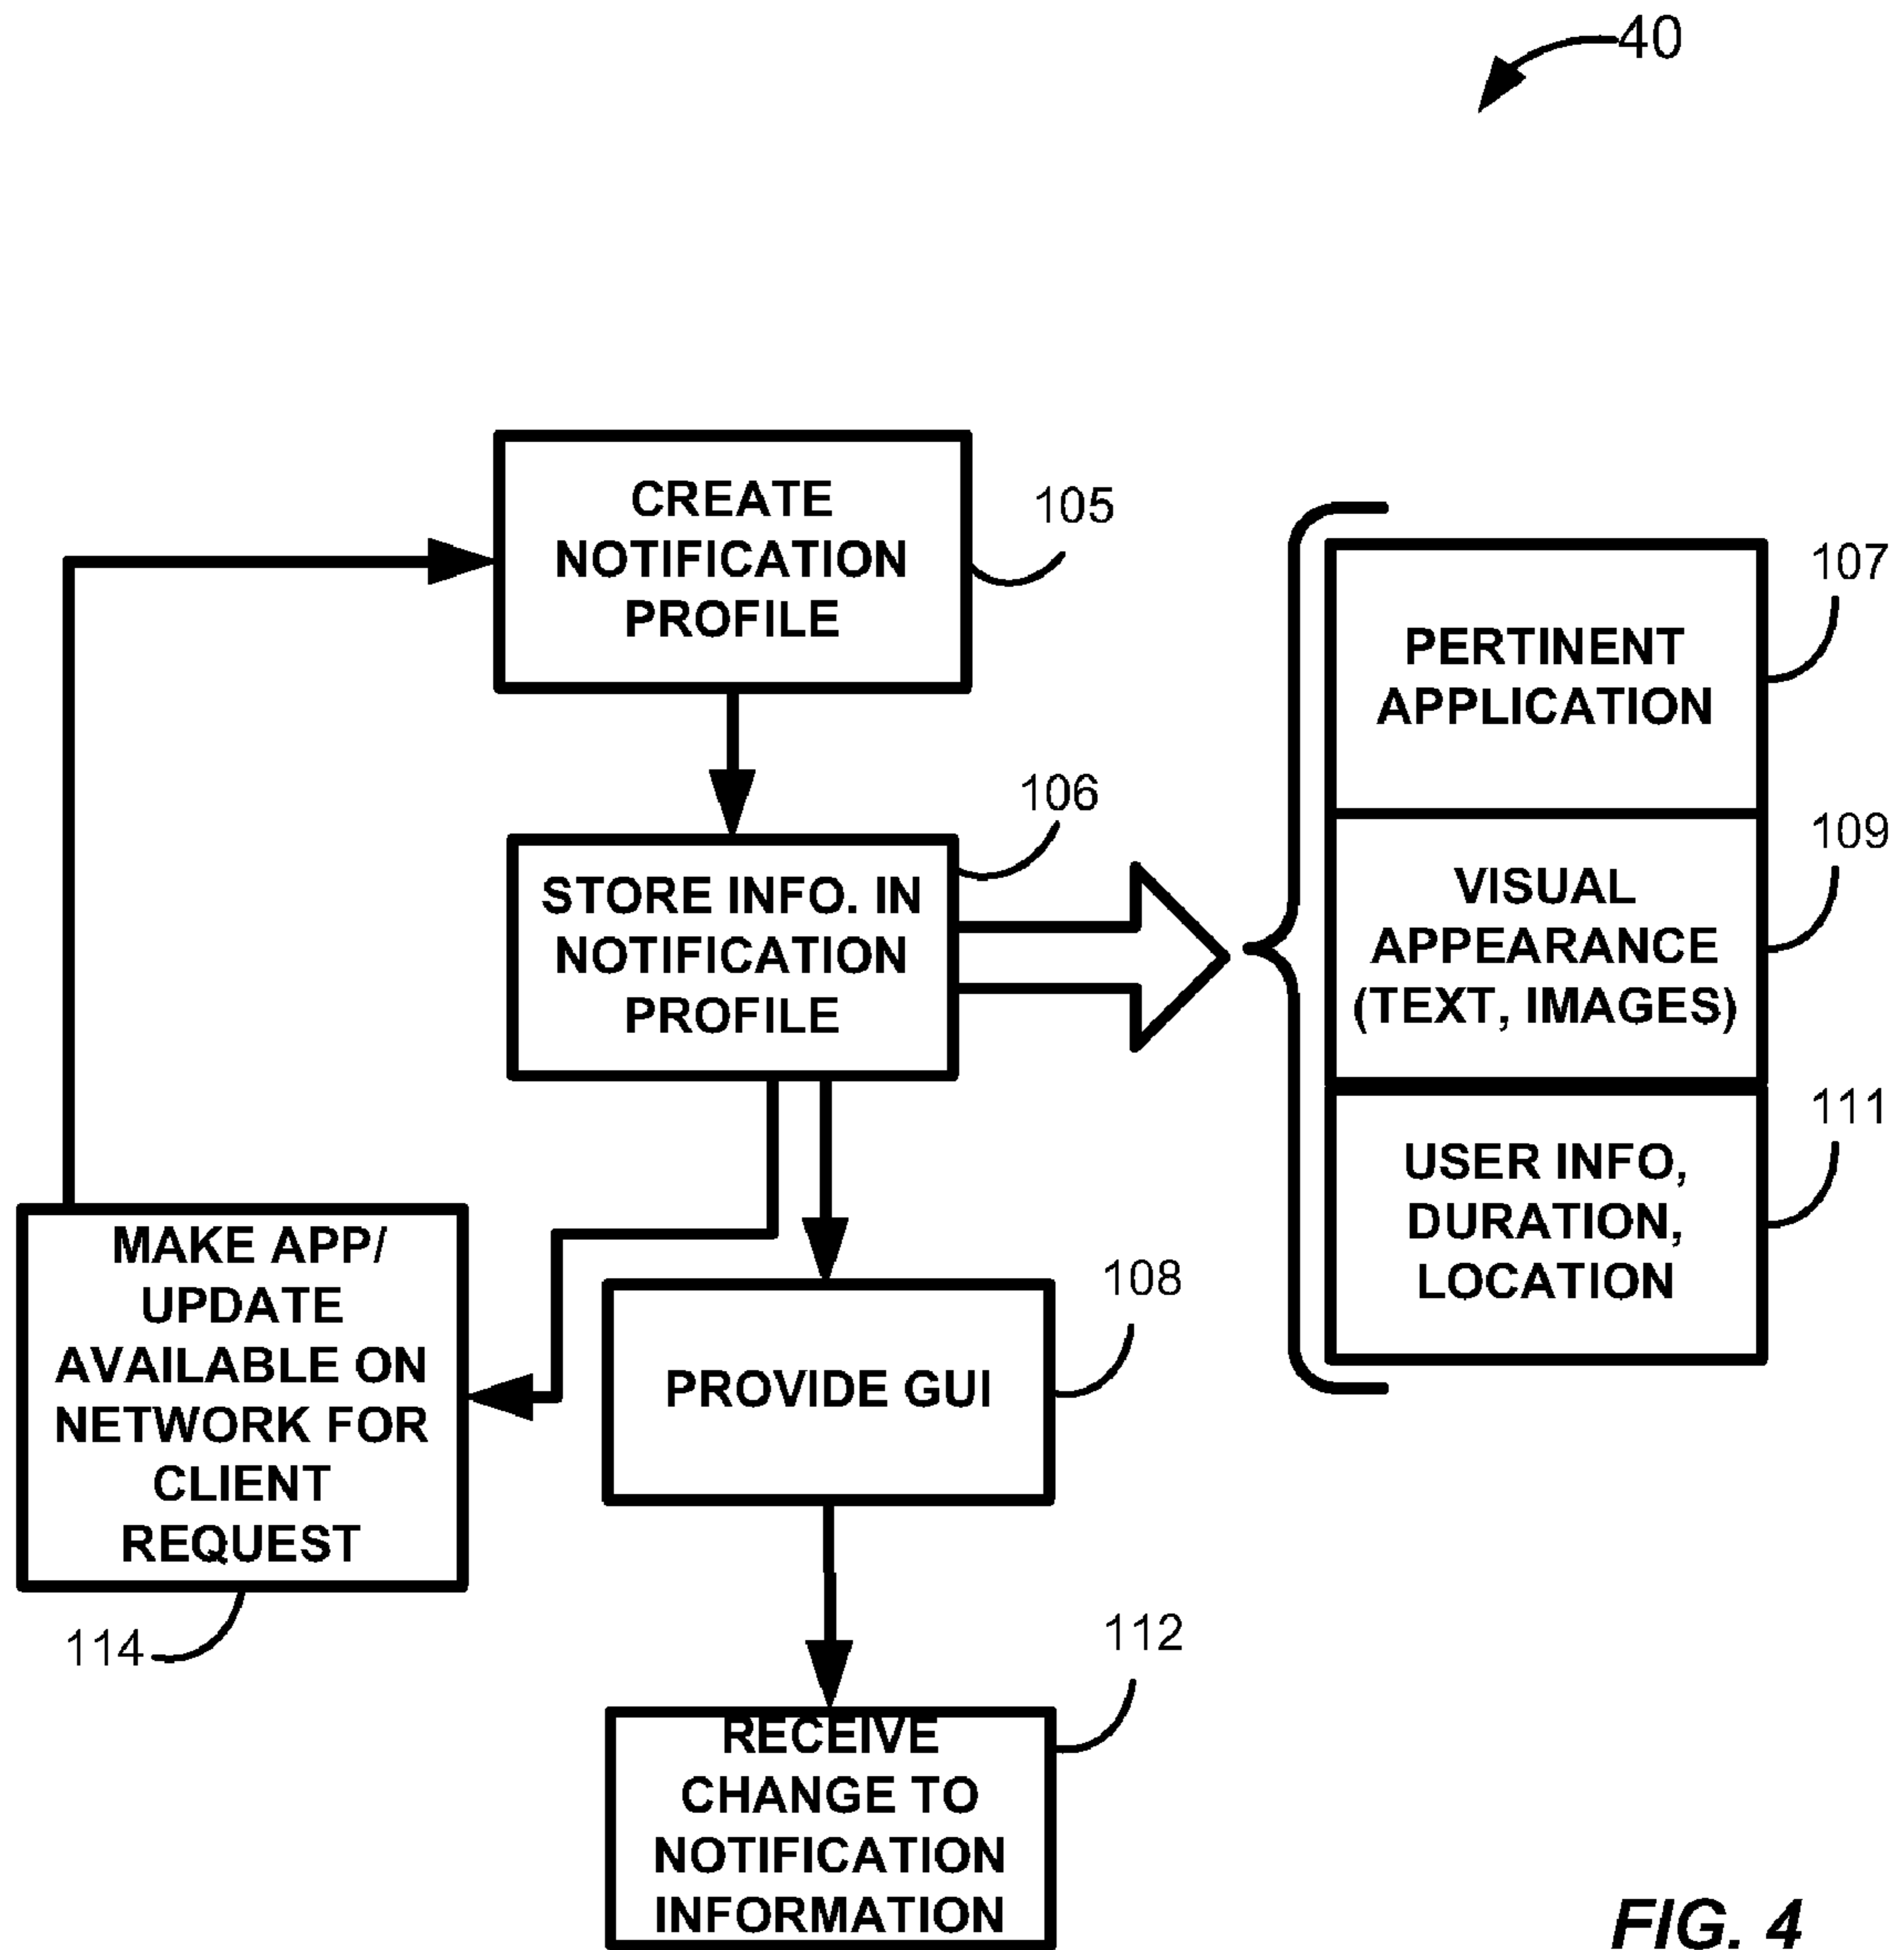 40
CREATE
NOTIFICATION
PROFILE
105
STORE INFO. IN
NOTIFICATION
PROFILE
106
PERTINENT
APPLICATION
107
VISUAL
APPEARANCE
(TEXT, IMAGES)
109
USER INFO,
DURATION,
LOCATION
111
MAKE APP/
UPDATE
AVAILABLE ON
NETWORK FOR
CLIENT
REQUEST
114
PROVIDE GUI
108
RECEIVE
CHANGE TO
NOTIFICATION
INFORMATION
112
FIG. 4